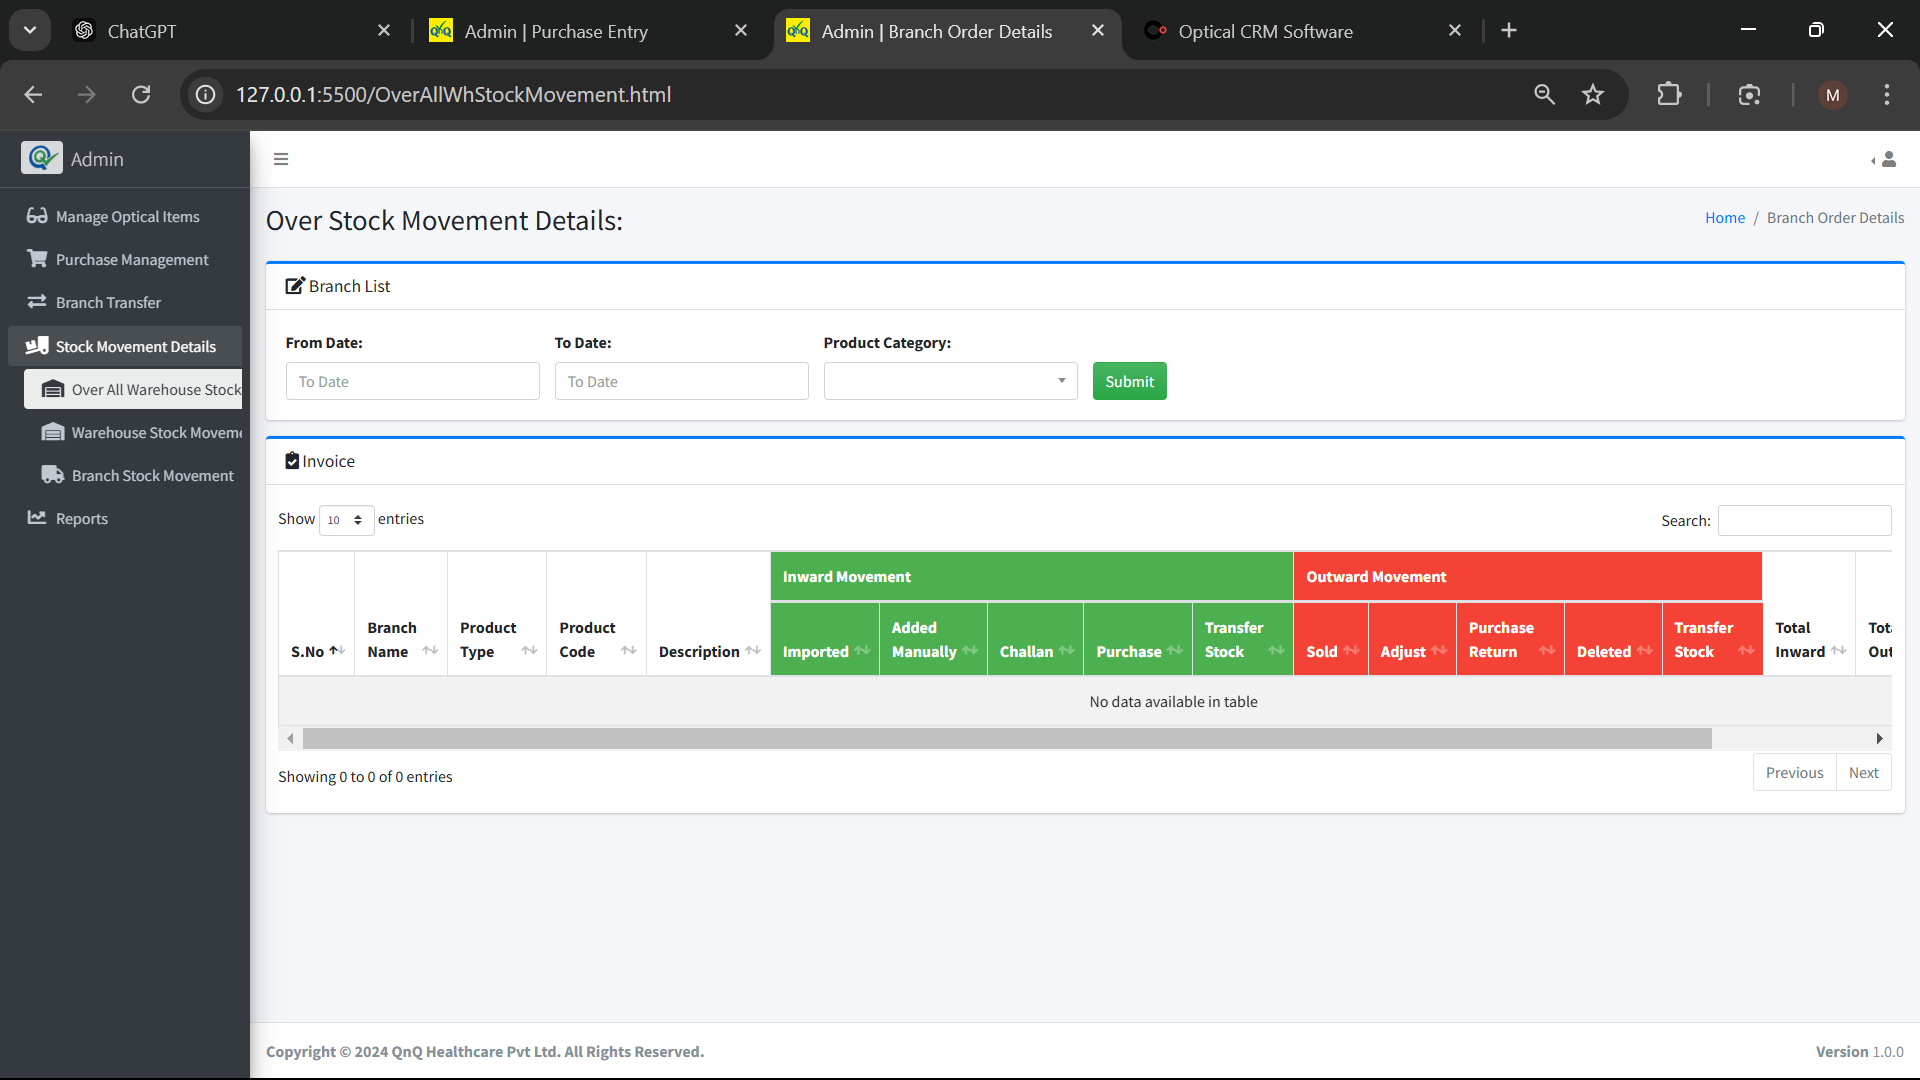 ChatGPT
Admin | Purchase Entry
Admin | Branch Order Details
Optical CRM Software
127.0.0.1:5500/OverAllWhStockMovement.html
M
Admin
Manage Optical Items
Purchase Management
Branch Transfer
Stock Movement Details
Over All Warehouse Stock
Warehouse Stock Moveme
Branch Stock Movement
Reports
Over Stock Movement Details:
Home / Branch Order Details
Branch List
From Date:
To Date:
Product Category:
To Date
To Date
Submit
Invoice
Show 10 entries
Search:
Inward Movement
Outward Movement
S.No
Branch Name
Product Type
Product Code
Description
Imported
Added Manually
Challan
Purchase
Transfer Stock
Sold
Adjust
Purchase Return
Deleted
Transfer Stock
Total Inward
Tot
Out
No data available in table
Showing 0 to 0 of 0 entries
Previous
Next
Copyright © 2024 QnQ Healthcare Pvt Ltd. All Rights Reserved.
Version 1.0.0